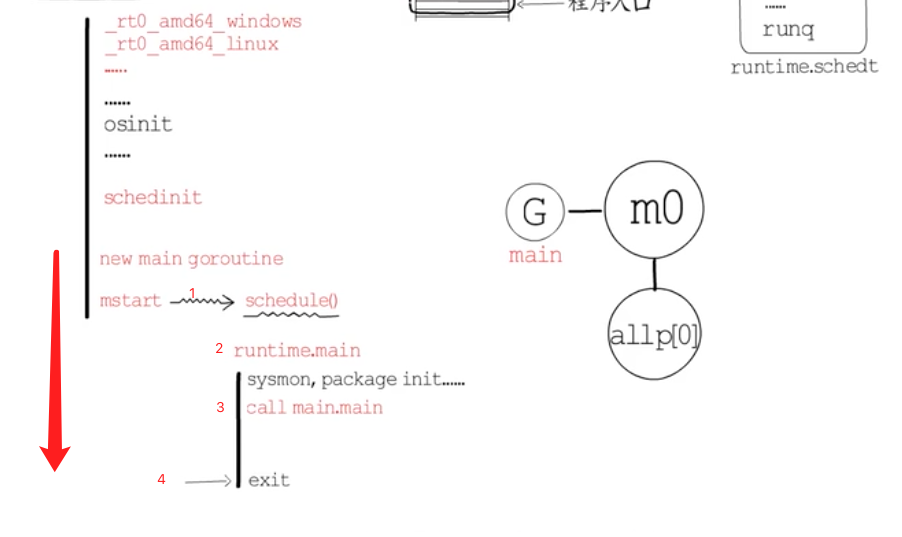 _rt0_amd64_windows
_rt0_amd64_linux
......
......
osinit
......
schedinit
new main goroutine
mstart
1
schedule()
2
runtime.main
sysmon, package init......
3
call main.main
4
exit
程序入口
......
runq
runtime.schedt
G
m0
main
allp[0]